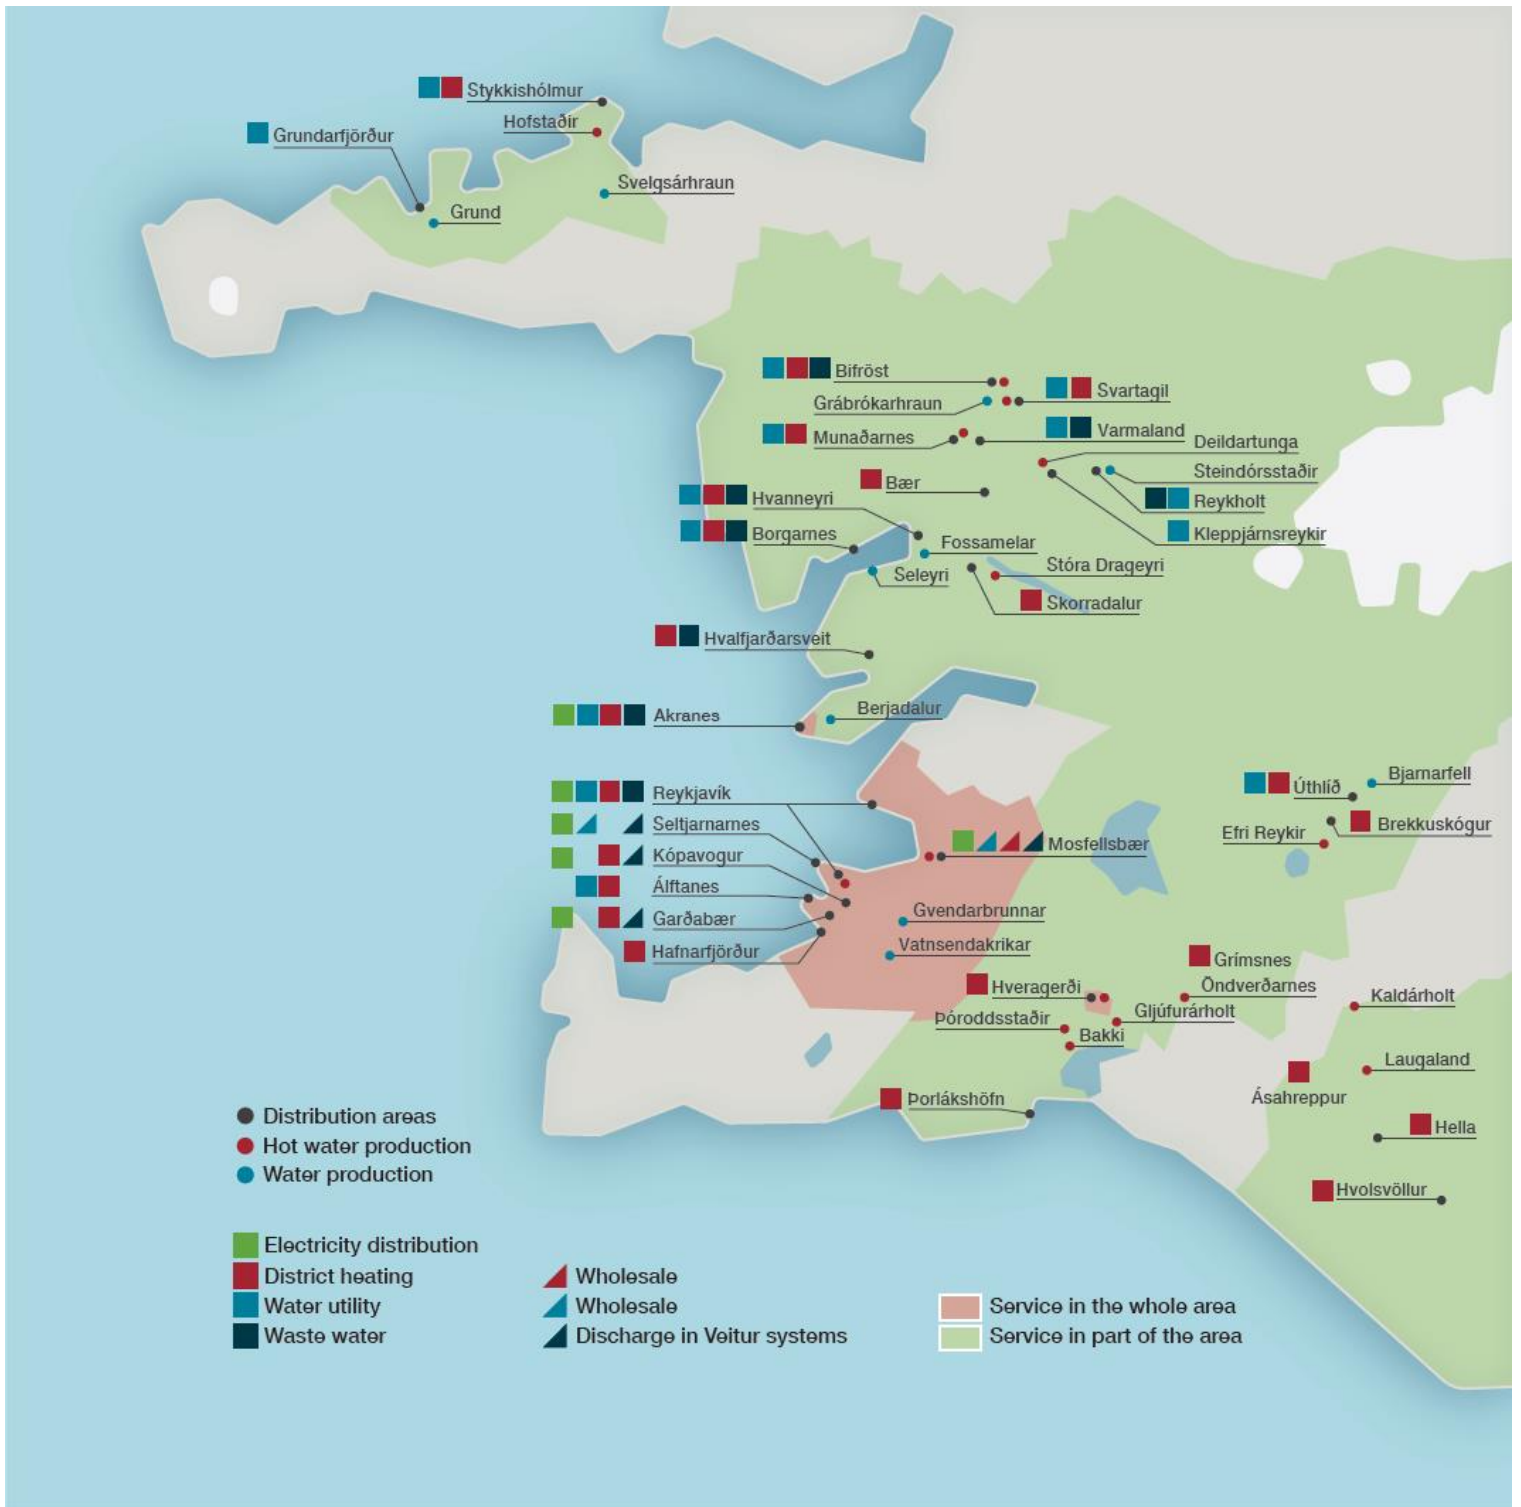 Stykkishólmur
Hofstaðir
Grundarfjörður
Svelgsárhraun
Grund
Bifröst
Svartagil
Grábrókarhraun
Munaðarnes
Varmaland
Deildartunga
Steindórsstaðir
Bær
Reykholt
Hvanneyri
Kleppjárnsreykir
Borgarnes
Fossamelar
Seleyri
Stóra Drageyri
Skorradalur
Hvalfjarðarsveit
Akranes
Berjadalur
Reykjavík
Seltjarnarnes
Kópavogur
Álftanes
Garðabær
Hafnarfjörður
Mosfellsbær
Úthlíð
Bjarnarfell
Brekkuskógur
Efri Reykir
Gvendarbrunnar
Vatnsendakrikar
Grímsnes
Hveragerði
Öndverðarnes
Kaldárholt
Þóroddsstaðir
Gljúfurárholt
Bakki
Laugaland
Ásahreppur
Þorlákshöfn
Hella
Hvolsvöllur
Distribution areas
Hot water production
Water production
Electricity distribution
District heating
Water utility
Waste water
Wholesale
Wholesale
Discharge in Veitur systems
Service in the whole area
Service in part of the area